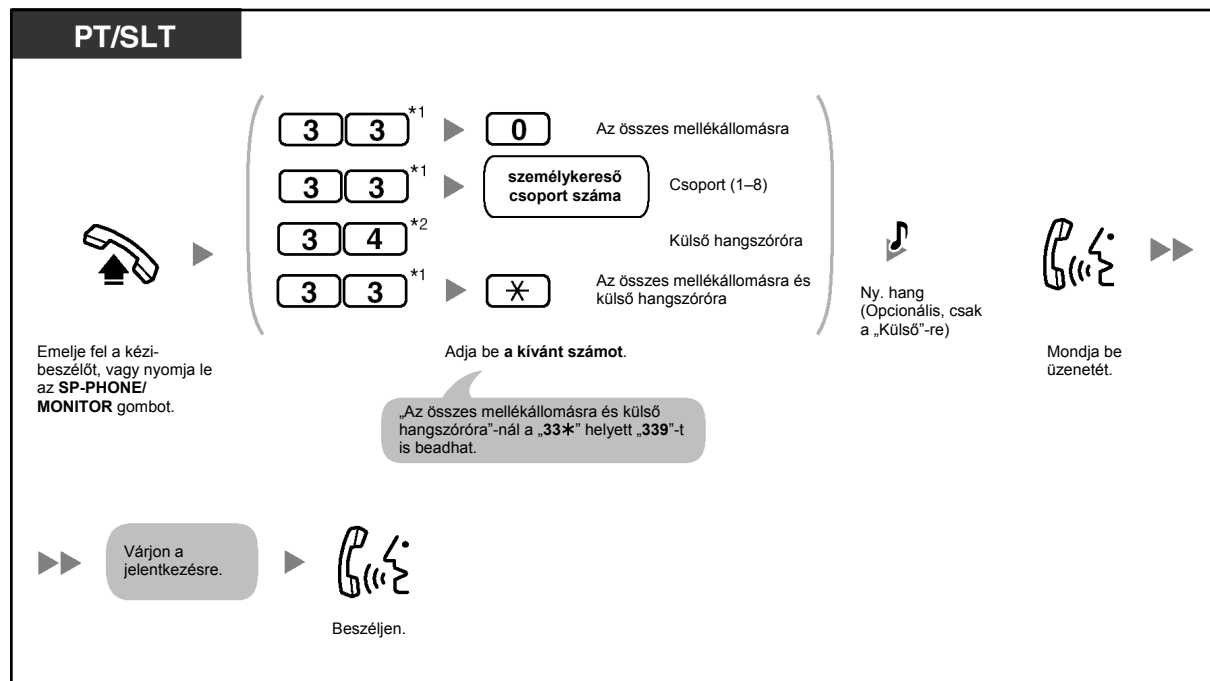 PT/SLT
3 3 *1 0 Az összes mellékállomásra
3 3 *1 személykereső
csoport száma
Csoport (1–8)
3 4 *2 Külső hangszóróra
3 3 *1 ✳ Az összes mellékállomásra és
külső hangszóróra
Emelje fel a kézi-
beszélőt, vagy nyomja le
az SP-PHONE/
MONITOR gombot.
Adja be a kívánt számot.
„Az összes mellékállomásra és külső
hangszóróra”-nál a „33✳” helyett „339”-t
is beadhat.
Ny. hang
(Opcionális, csak
a „Külső”-re)
Mondja be
üzenetét.
Várjon a
jelentkezésre.
Beszéljen.